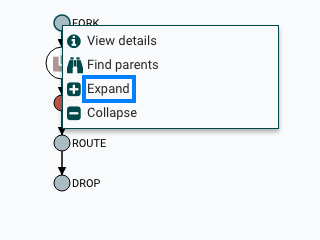 FORK
View details
Find parents
Expand
Collapse
ROUTE
DROP